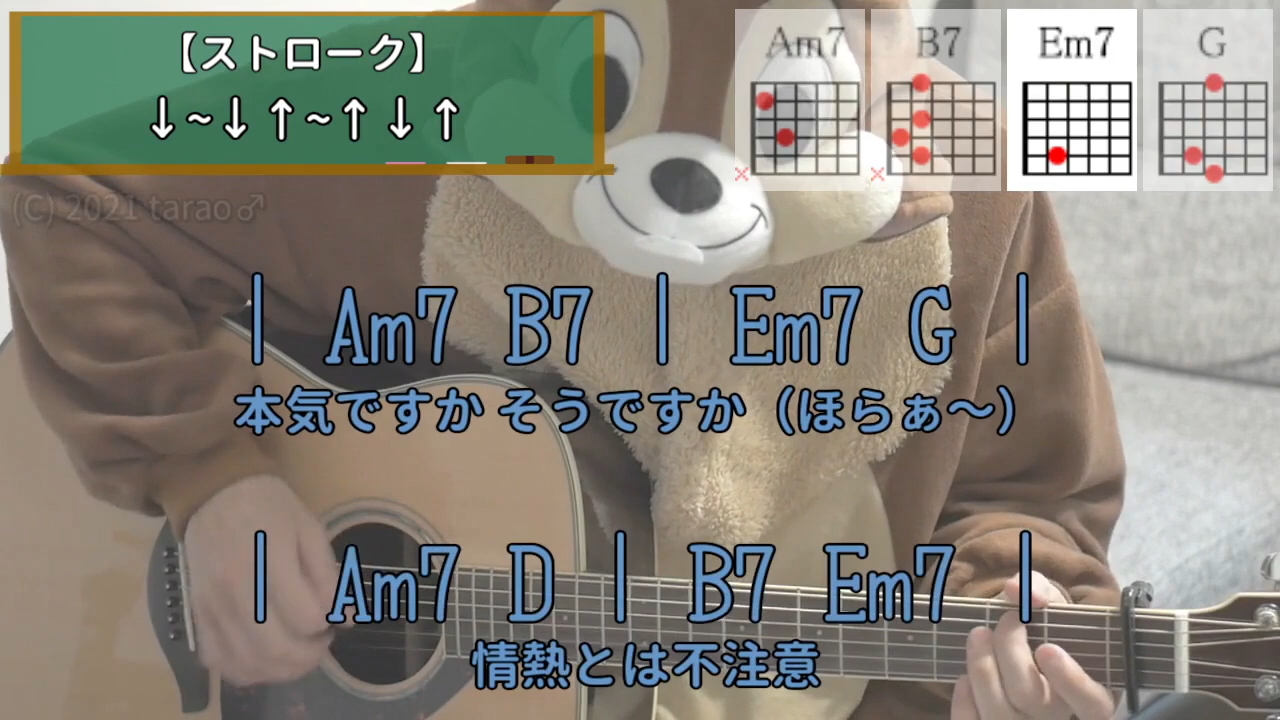 【ストローク】
↓~↓↑~↑↓↑
Am7 B7 Em7 G
(C) 2021 tarao♂
| Am7 B7 | Em7 G |
本気ですか そうですか（ほらぁ～）
| Am7 D | B7 Em7 |
情熱とは不注意